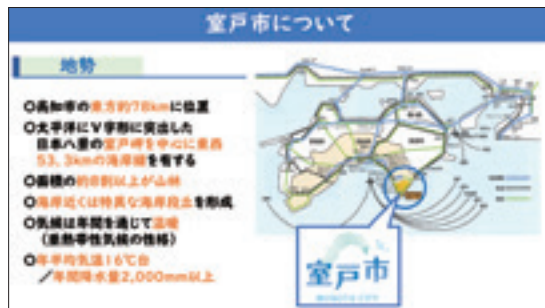 室戸市について
地勢
○高知市の東方約78kmに位置
○太平洋にV字形に突出した
日本八景の室戸岬を中心に東西
53.3kmの海岸線を有する
○面積の約8割以上が山林
○海岸近くは特異な海岸段丘を形成
○気候は年間を通じて温暖
（亜熱帯性気候の性格）
○年平均気温16℃台
／年間降水量2,000mm以上
室戸市
MUROTO CITY